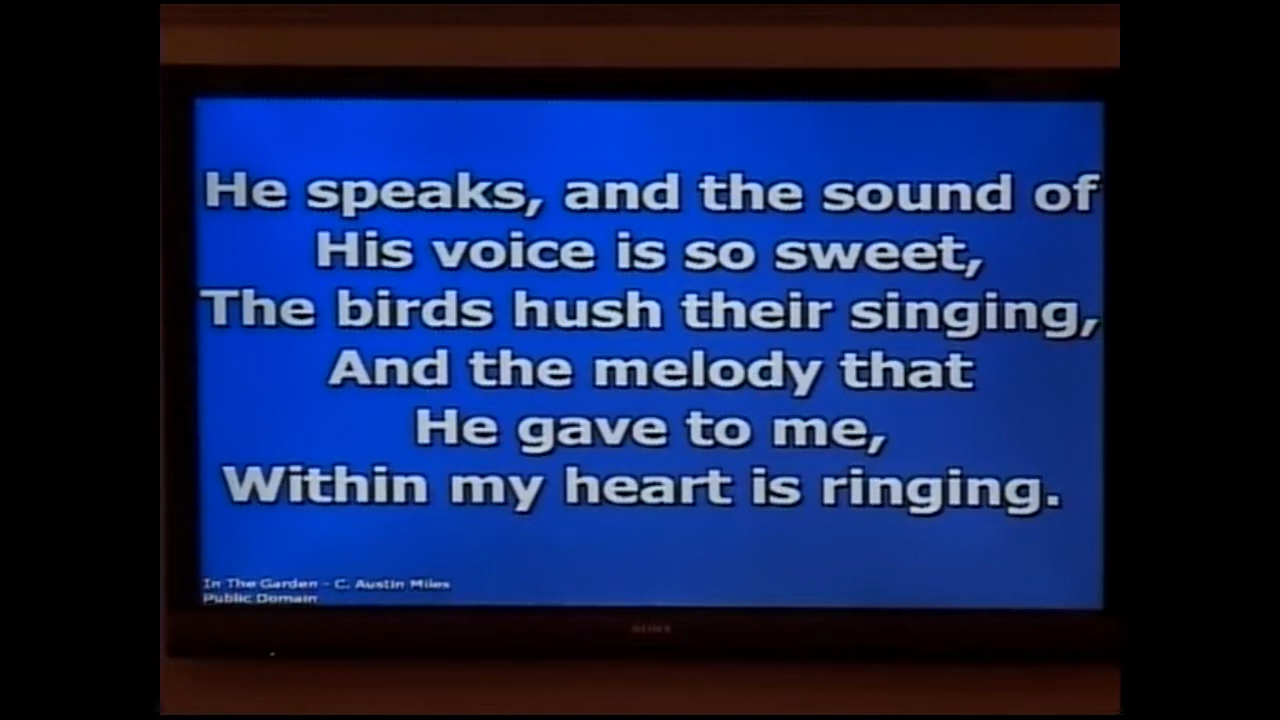 He speaks, and the sound of
His voice is so sweet,
The birds hush their singing,
And the melody that
He gave to me,
Within my heart is ringing.
In The Garden - C. Austin Miles
Public Domain
SONY